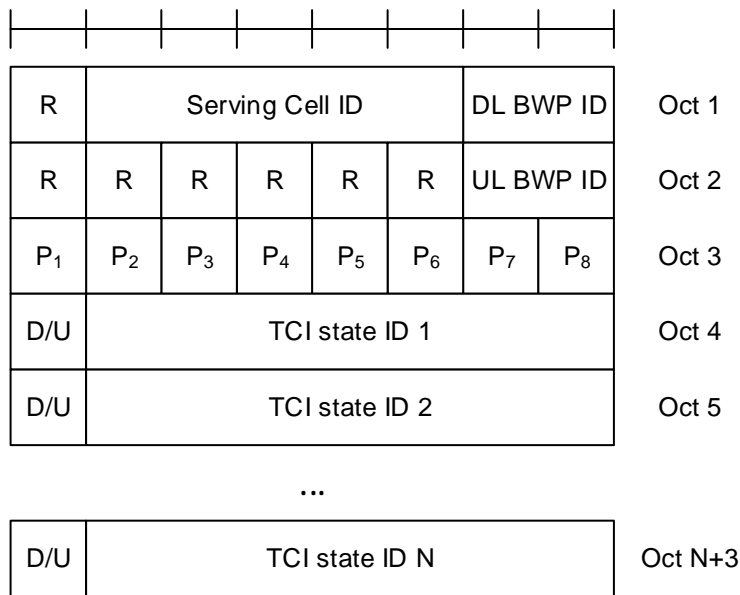 R Serving Cell ID DL BWP ID Oct 1
R R R R R R UL BWP ID Oct 2
P₁ P₂ P₃ P₄ P₅ P₆ P₇ P₈ Oct 3
D/U TCI state ID 1 Oct 4
D/U TCI state ID 2 Oct 5
...
D/U TCI state ID N Oct N+3